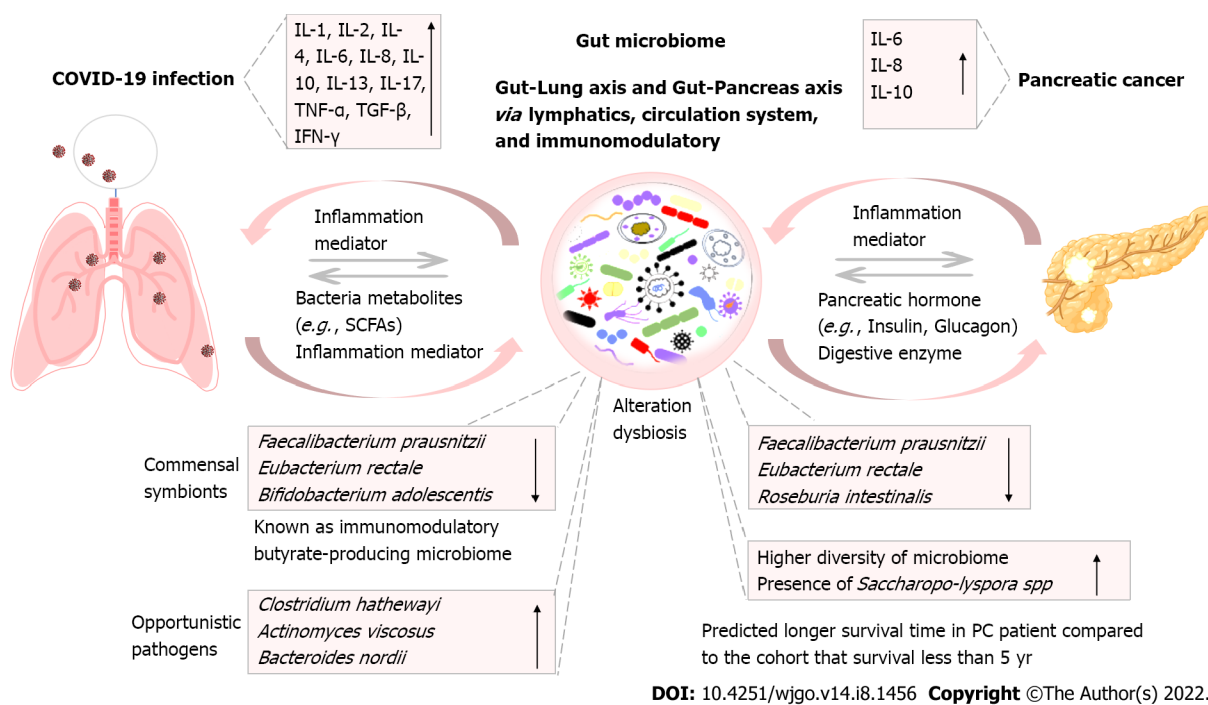 COVID-19 infection
IL-1, IL-2, IL-
4, IL-6, IL-8, IL-
10, IL-13, IL-17,
TNF-α, TGF-β,
IFN-γ
Gut microbiome
Gut-Lung axis and Gut-Pancreas axis
via lymphatics, circulation system,
and immunomodulatory
IL-6
IL-8
IL-10
Pancreatic cancer
Inflammation
mediator
Bacteria metabolites
(e.g., SCFAs)
Inflammation mediator
Inflammation
mediator
Pancreatic hormone
(e.g., Insulin, Glucagon)
Digestive enzyme
Alteration
dysbiosis
Commensal
symbionts
Faecalibacterium prausnitzii
Eubacterium rectale
Bifidobacterium adolescentis
Known as immunomodulatory
butyrate-producing microbiome
Opportunistic
pathogens
Clostridium hathewayi
Actinomyces viscosus
Bacteroides nordii
Faecalibacterium prausnitzii
Eubacterium rectale
Roseburia intestinalis
Higher diversity of microbiome
Presence of Saccharopo-lyspora spp
Predicted longer survival time in PC patient compared
to the cohort that survival less than 5 yr
DOI: 10.4251/wjgo.v14.i8.1456 Copyright ©The Author(s) 2022.